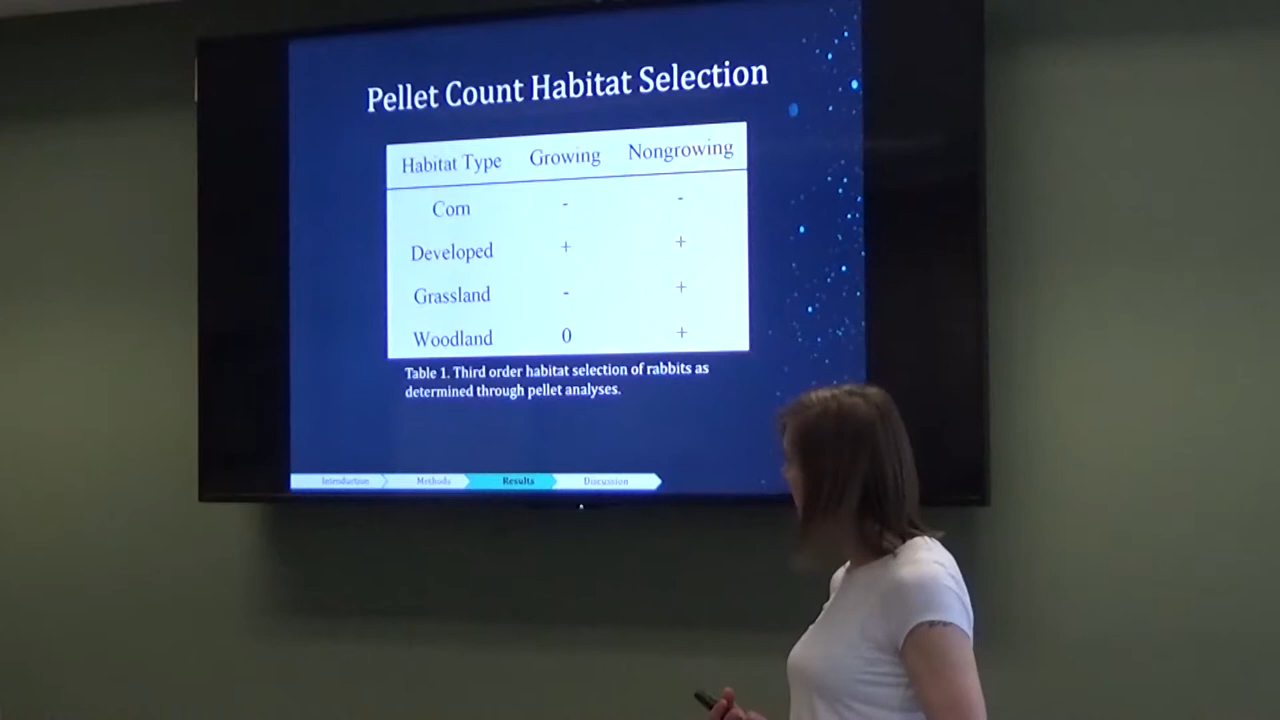 Pellet Count Habitat Selection
Habitat Type Growing Nongrowing
Corn - -
Developed + +
Grassland - +
Woodland 0 +
Table 1. Third order habitat selection of rabbits as
determined through pellet analyses.
Introduction Methods Results Discussion